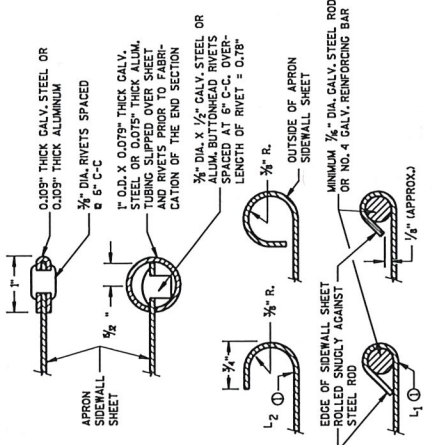 1"
0.109" THICK GALV. STEEL OR
0.109" THICK ALUMINUM
3/8" DIA. RIVETS SPACED
@ 6" C-C
APRON
SIDEWALL
SHEET
5/12"
1" O.D. X 0.079" THICK GALV.
STEEL OR 0.075" THICK ALUM.
TUBING SLIPPED OVER SHEET
AND RIVETS PRIOR TO FABRI-
CATION OF THE END SECTION
3/8" DIA. X 1/2" GALV. STEEL OR
ALUM. BUTTONHEAD RIVETS
SPACED AT 6" C-C. OVER-
LENGTH OF RIVET = 0.78"
3/4"
3/8" R.
L2 ①
3/8" R.
OUTSIDE OF APRON
SIDEWALL SHEET
EDGE OF SIDEWALL SHEET
ROLLED SNUGLY AGAINST
STEEL ROD
MINIMUM 7/16" DIA. GALV. STEEL ROD
OR NO. 4 GALV. REINFORCING BAR
1/8" (APPROX.)
L1 ①